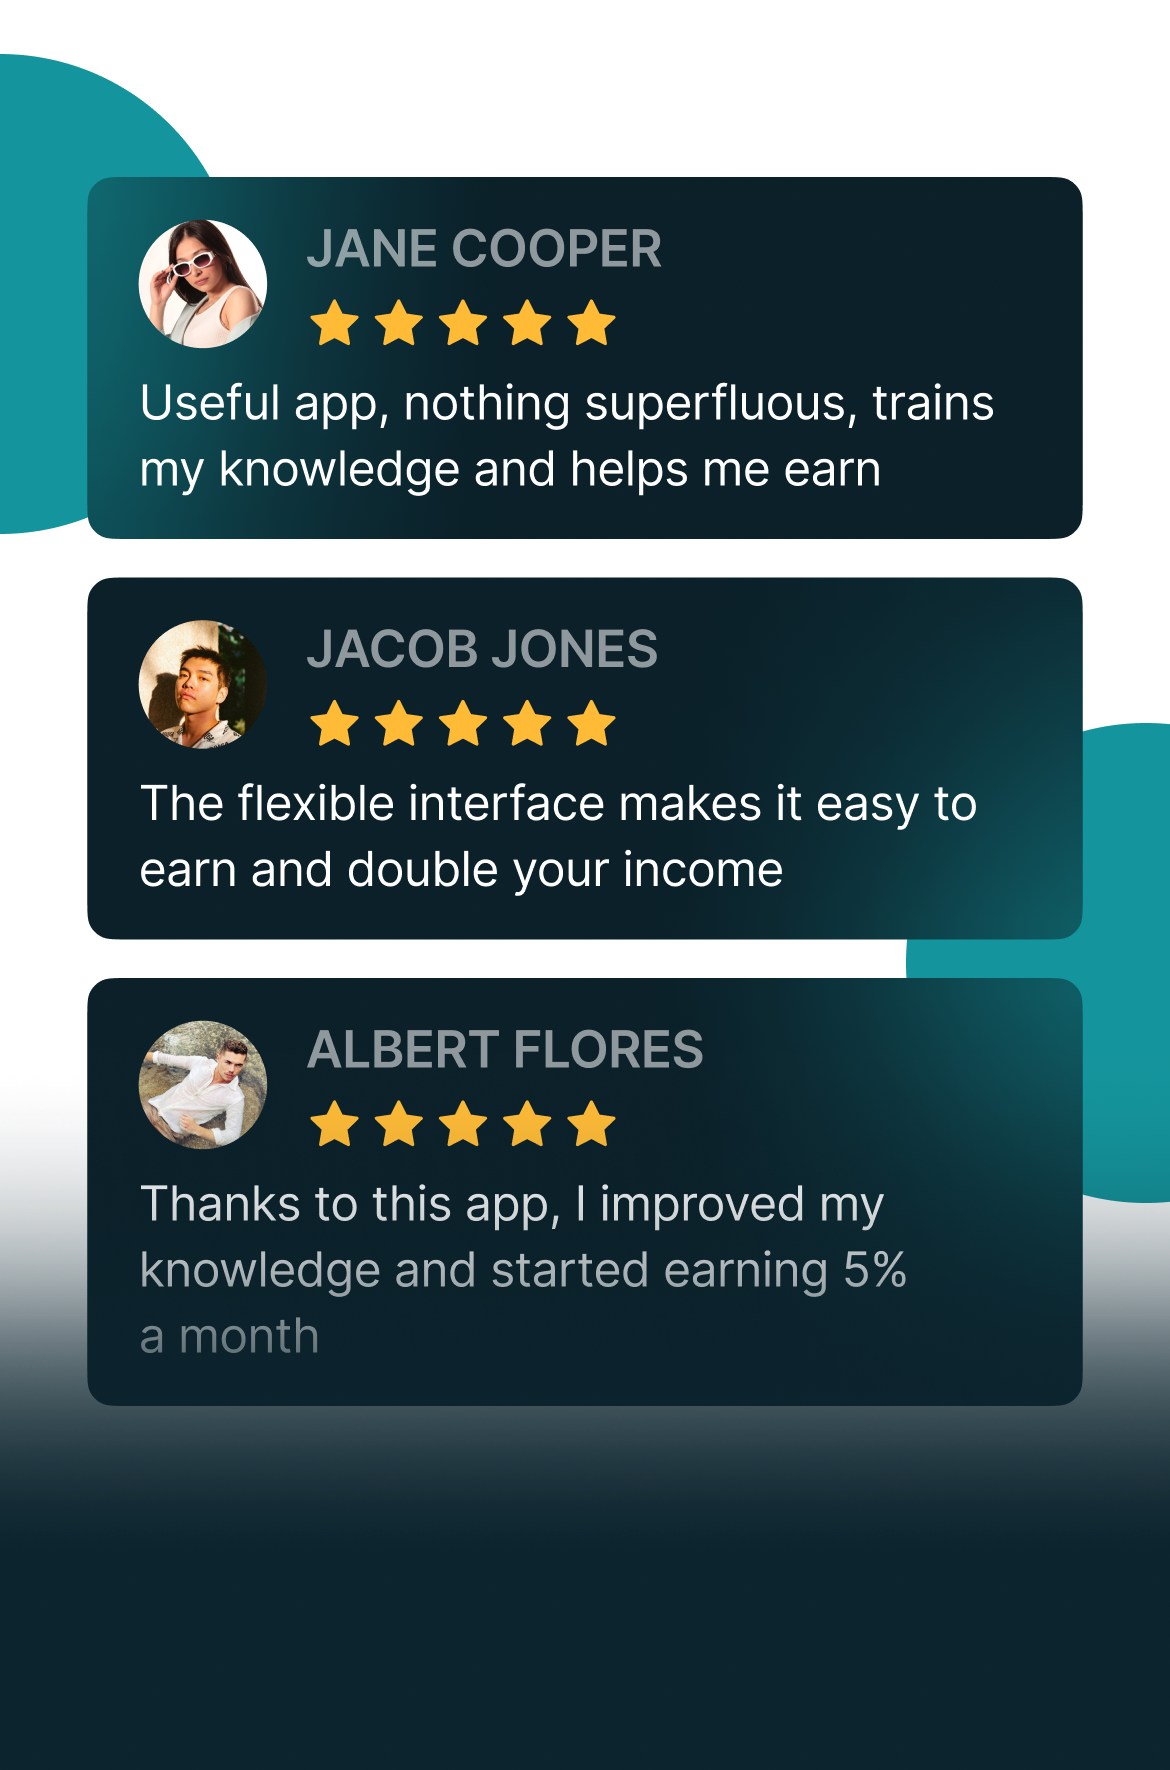 JANE COOPER
Useful app, nothing superfluous, trains
my knowledge and helps me earn
JACOB JONES
The flexible interface makes it easy to
earn and double your income
ALBERT FLORES
Thanks to this app, I improved my
knowledge and started earning 5%
a month